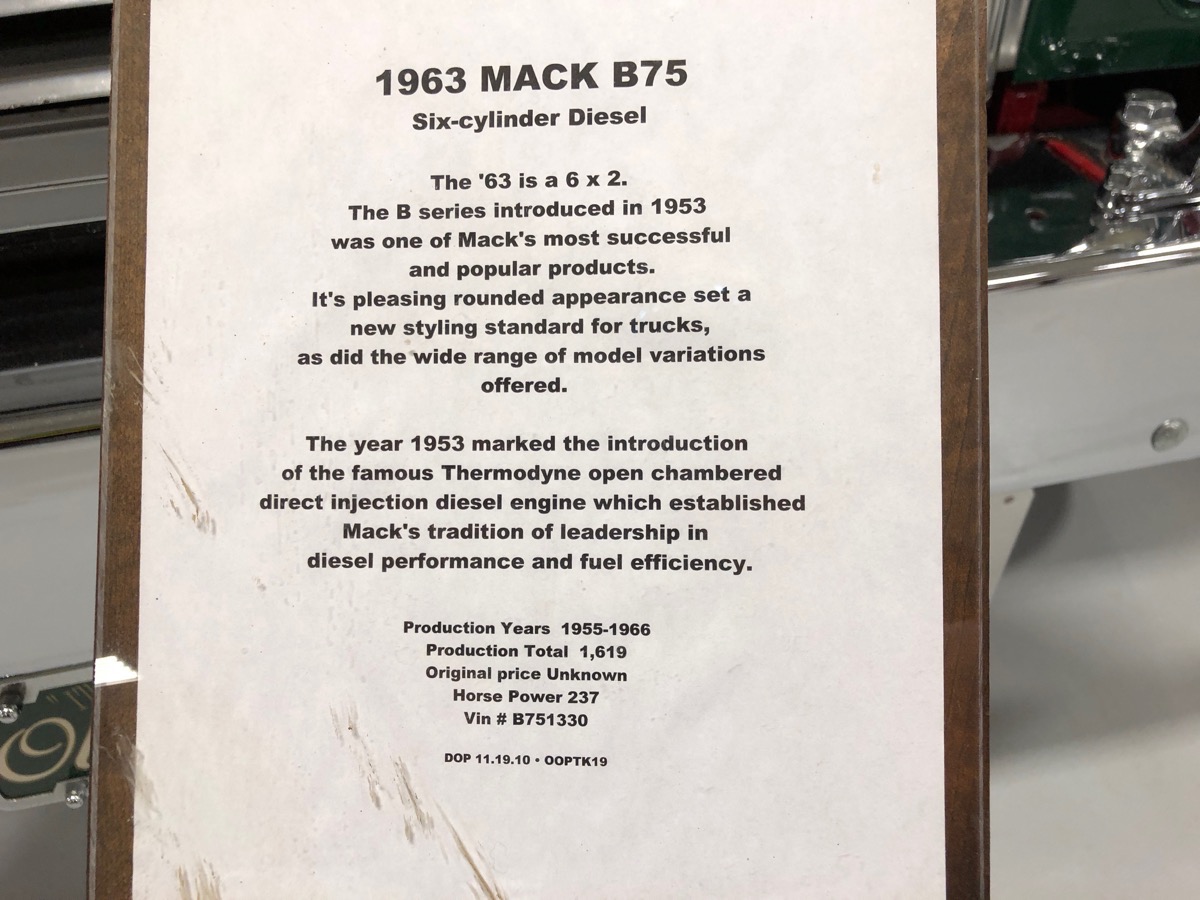 1963 MACK B75
Six-cylinder Diesel
The '63 is a 6 x 2.
The B series introduced in 1953
was one of Mack's most successful
and popular products.
It's pleasing rounded appearance set a
new styling standard for trucks,
as did the wide range of model variations
offered.
The year 1953 marked the introduction
of the famous Thermodyne open chambered
direct injection diesel engine which established
Mack's tradition of leadership in
diesel performance and fuel efficiency.
Production Years 1955-1966
Production Total 1,619
Original price Unknown
Horse Power 237
Vin # B751330
DOP 11.19.10 • OOPTK19